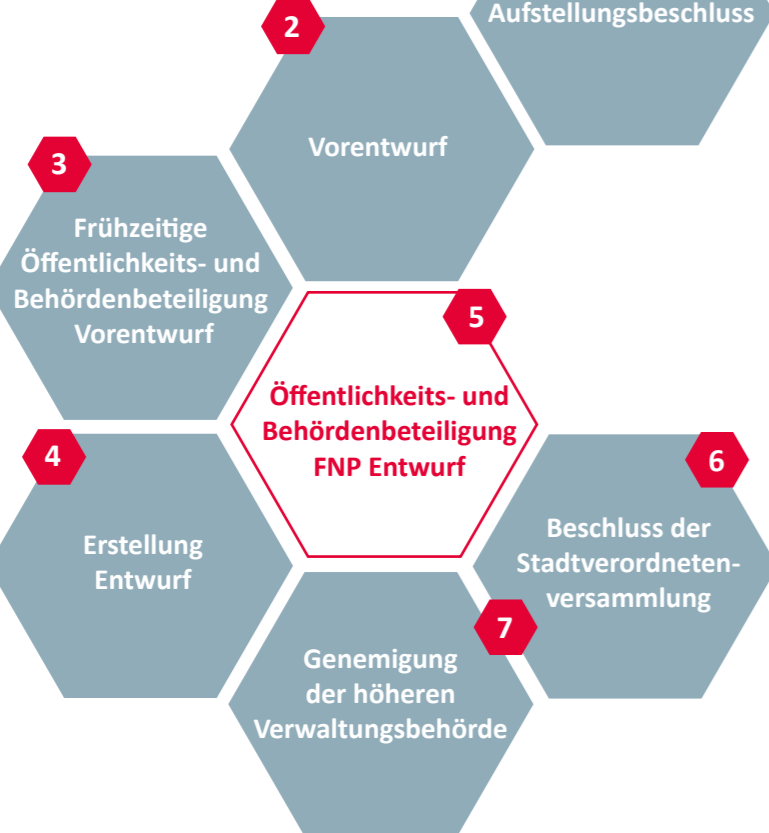 Aufstellungsbeschluss
2
Vorentwurf
3
Frühzeitige
Öffentlichkeits- und
Behördenbeteiligung
Vorentwurf
4
Erstellung
Entwurf
5
Öffentlichkeits- und
Behördenbeteiligung
FNP Entwurf
6
Beschluss der
Stadtverordneten-
versammlung
7
Genemigung
der höheren
Verwaltungsbehörde